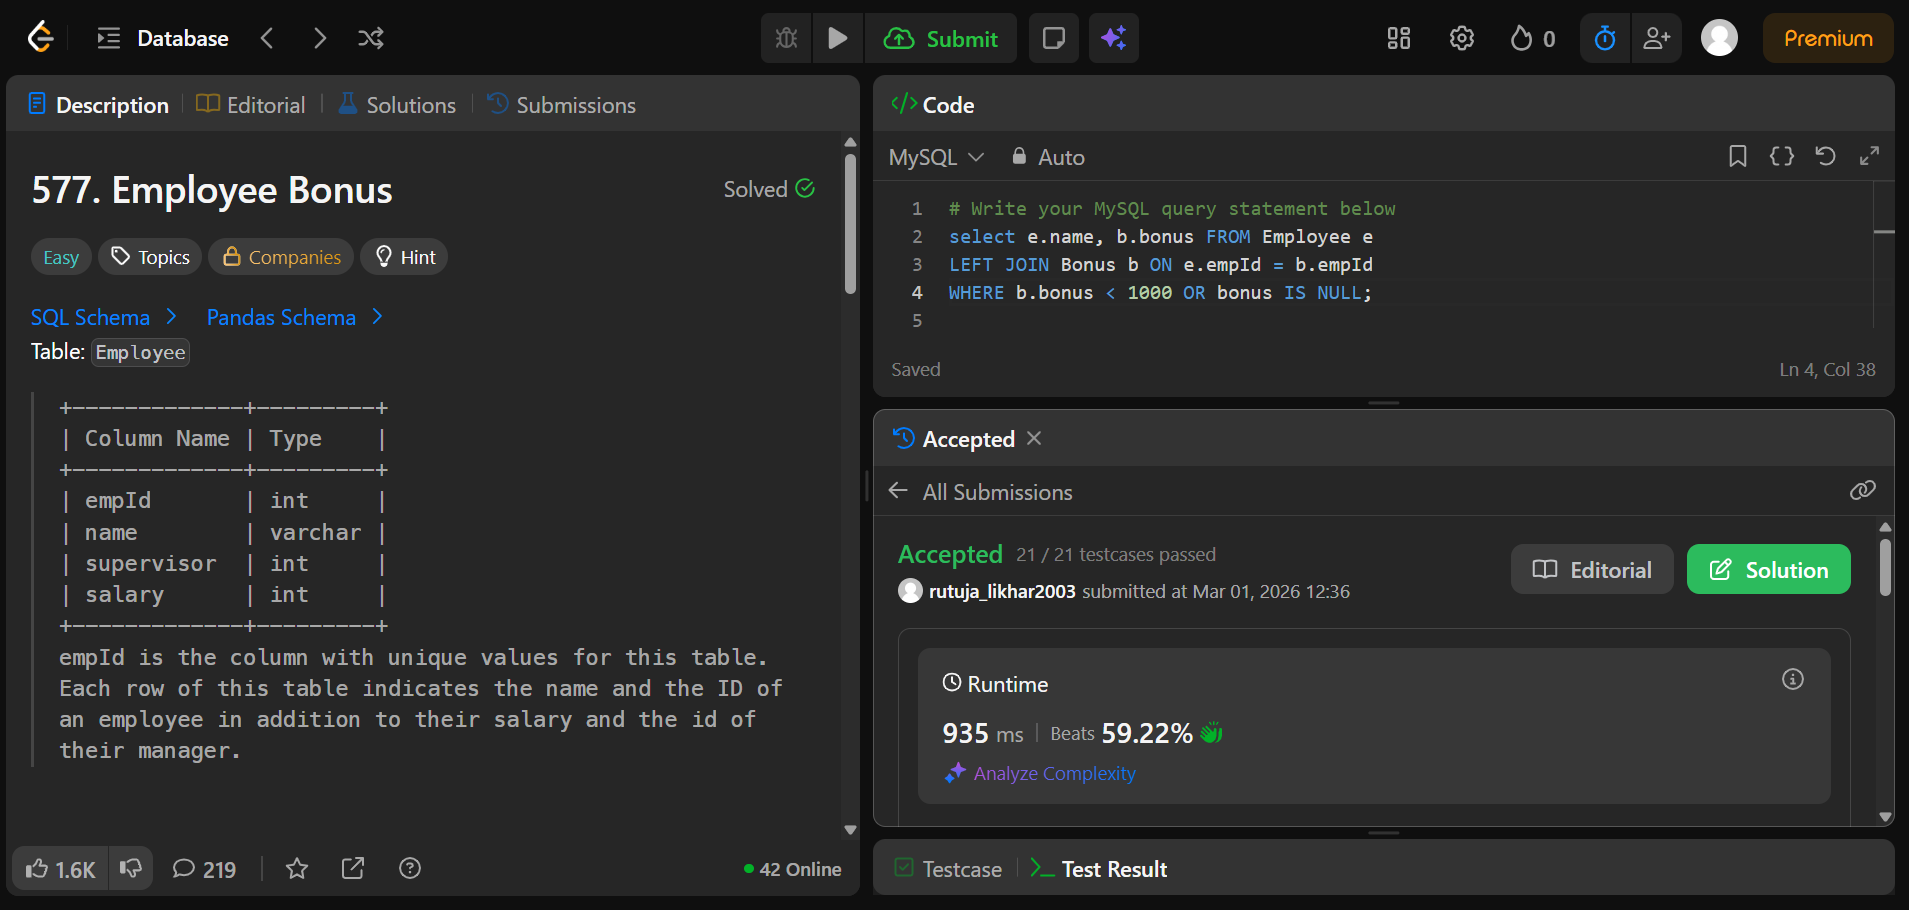 Database
Submit
0
Premium
Description
Editorial
Solutions
Submissions
577. Employee Bonus
Solved
Easy
Topics
Companies
Hint
SQL Schema
Pandas Schema
Table: Employee
+-------------+---------+
| Column Name | Type    |
+-------------+---------+
| empId       | int     |
| name        | varchar |
| supervisor  | int     |
| salary      | int     |
+-------------+---------+
empId is the column with unique values for this table.
Each row of this table indicates the name and the ID of
an employee in addition to their salary and the id of
their manager.
1.6K
219
42 Online
</> Code
MySQL
Auto
{}
1 # Write your MySQL query statement below
2 select e.name, b.bonus FROM Employee e
3 LEFT JOIN Bonus b ON e.empId = b.empId
4 WHERE b.bonus < 1000 OR bonus IS NULL;
5
Saved
Ln 4, Col 38
Accepted
All Submissions
Accepted 21 / 21 testcases passed
rutuja_likhar2003 submitted at Mar 01, 2026 12:36
Editorial
Solution
Runtime
935 ms | Beats 59.22%
Analyze Complexity
Testcase
Test Result